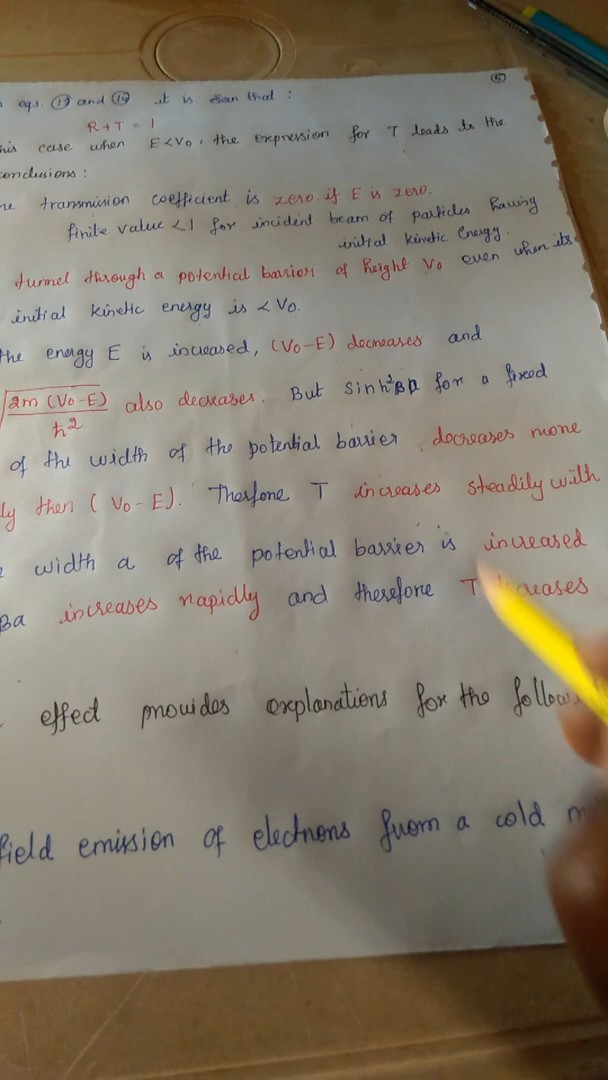 ⑥
eqs. ⑬ and ⑭ it is seen that :
R+T = 1
his case when E<V₀, the expression for T leads to the
conclusions :
transmission coefficient is zero if E is zero.
finite value <1 for incident beam of particles having
initial kinetic energy.
tunnel through a potential barrier of height V₀ even when its
initial kinetic energy is < V₀.
the energy E is increased, (V₀-E) decreases and
√2m (V₀-E)/ħ² also decreases. But Sinh²βa for a fixed
of the width of the potential barrier decreases more
ly then ( V₀ - E). Therfone T increases steadily with
width a of the potential barrier is increased
Ba increases rapidly and therefore T
effect provides explanations for the
field emission of electrons from a cold